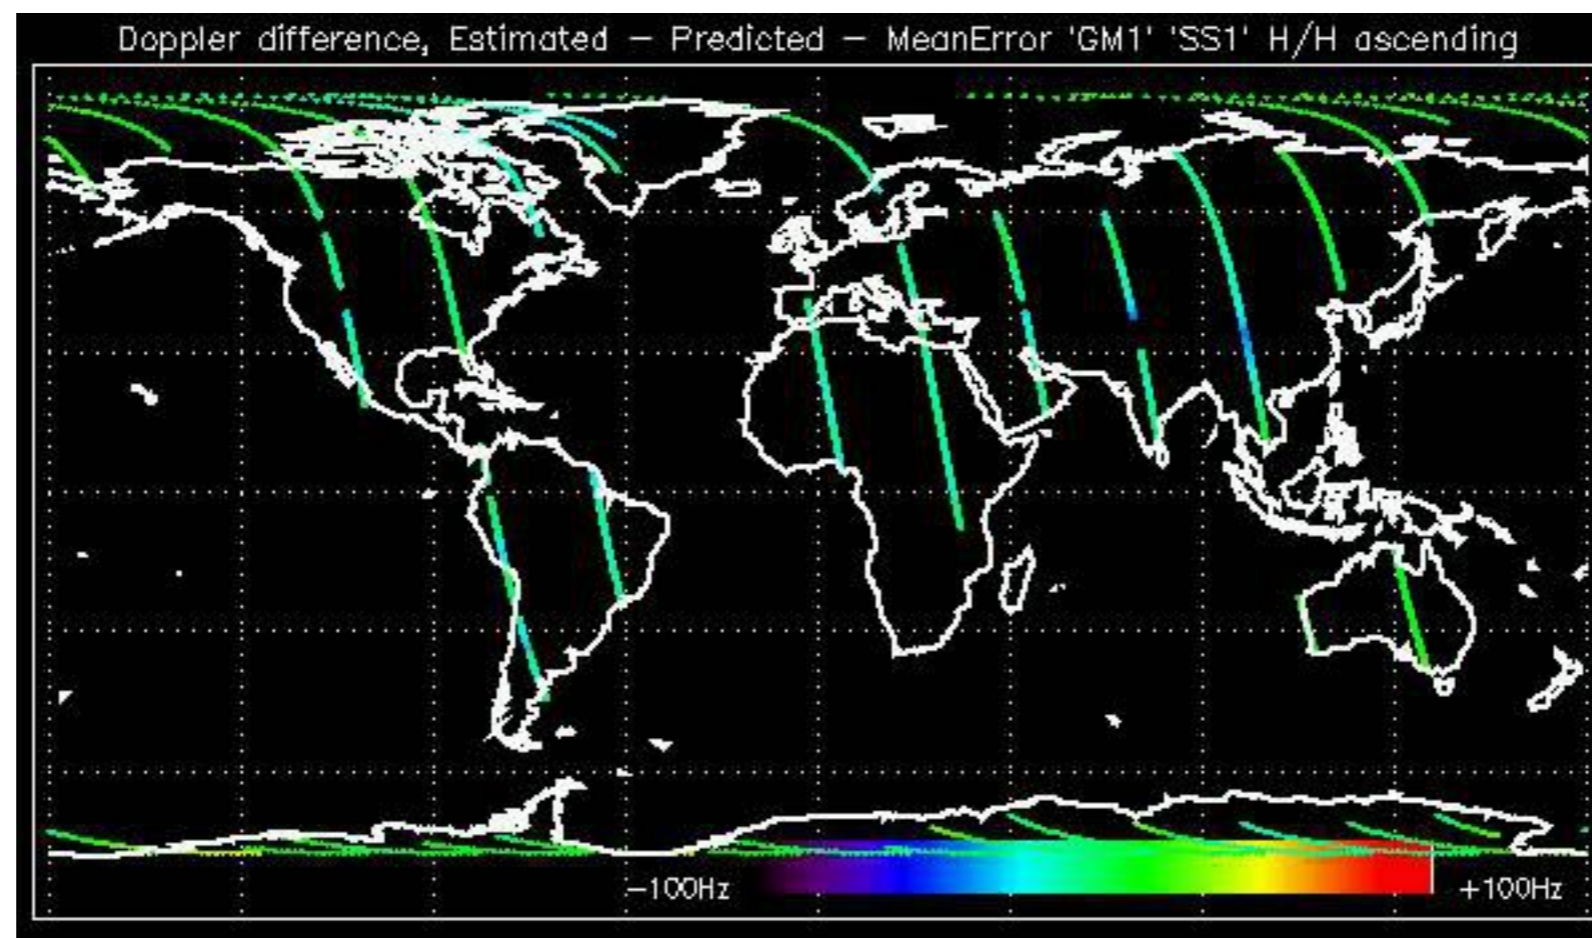 Doppler difference, Estimated — Predicted — MeanError 'GM1' 'SS1' H/H ascending
−100Hz
+100Hz